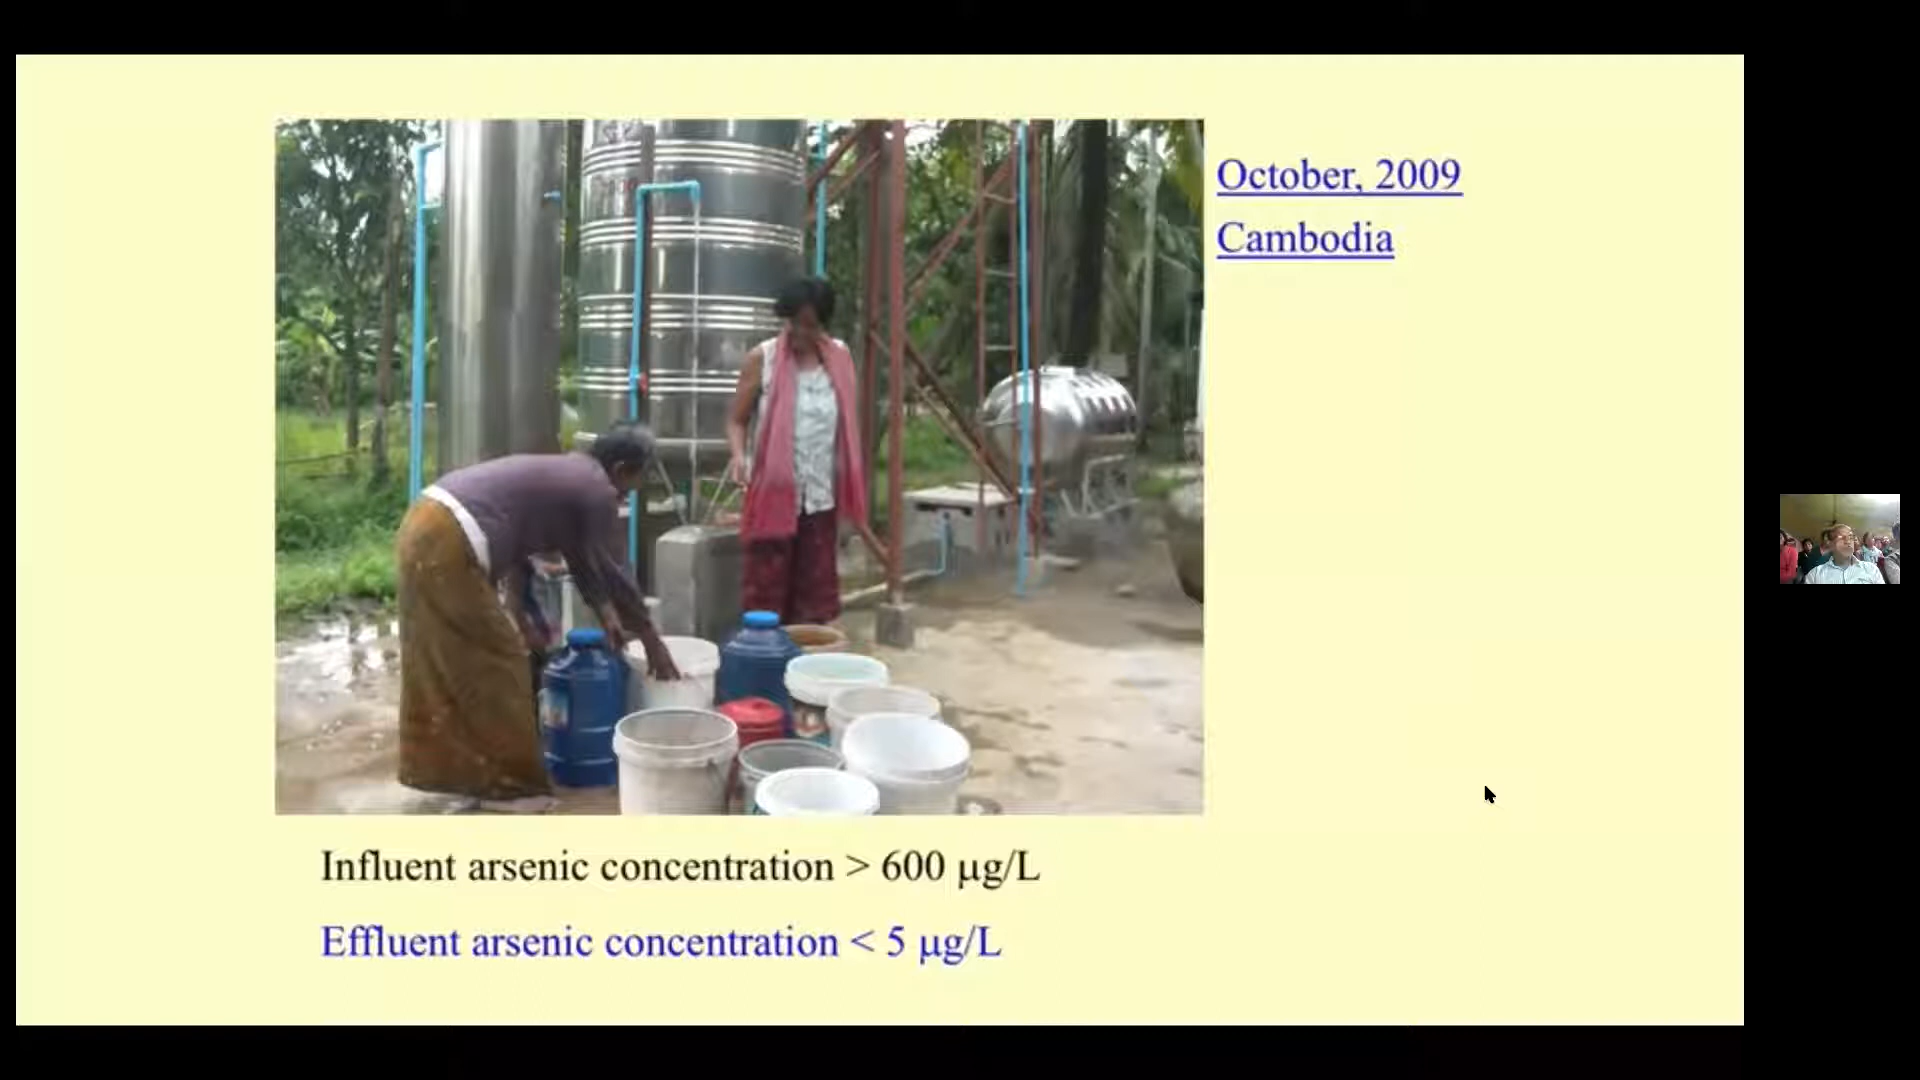 October, 2009
Cambodia
Influent arsenic concentration > 600 µg/L
Effluent arsenic concentration < 5 µg/L